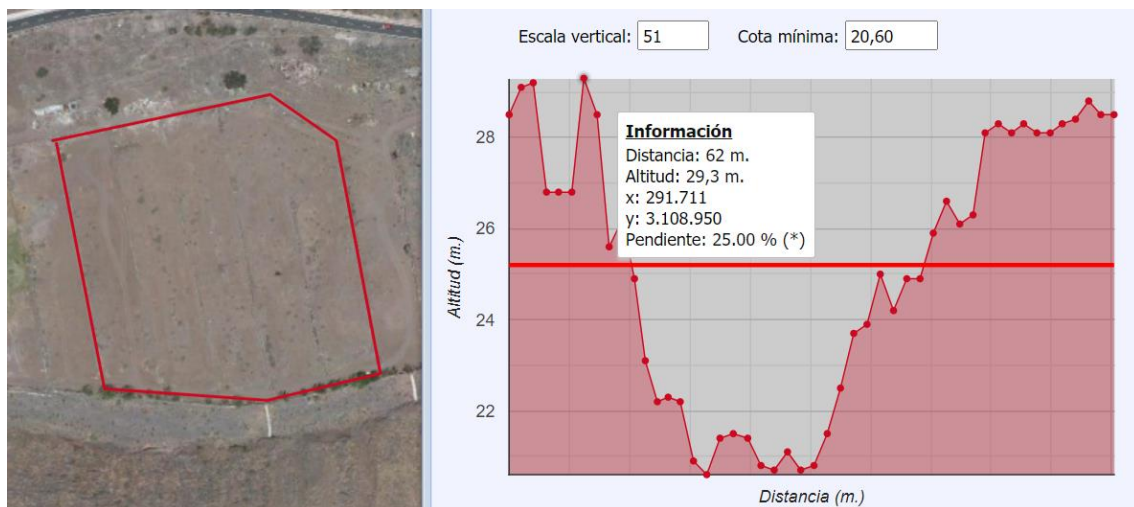 Escala vertical: 51 Cota mínima: 20,60
Información
Distancia: 62 m.
Altitud: 29,3 m.
x: 291.711
y: 3.108.950
Pendiente: 25.00 % (*)
Altitud (m.)
28
26
24
22
Distancia (m.)